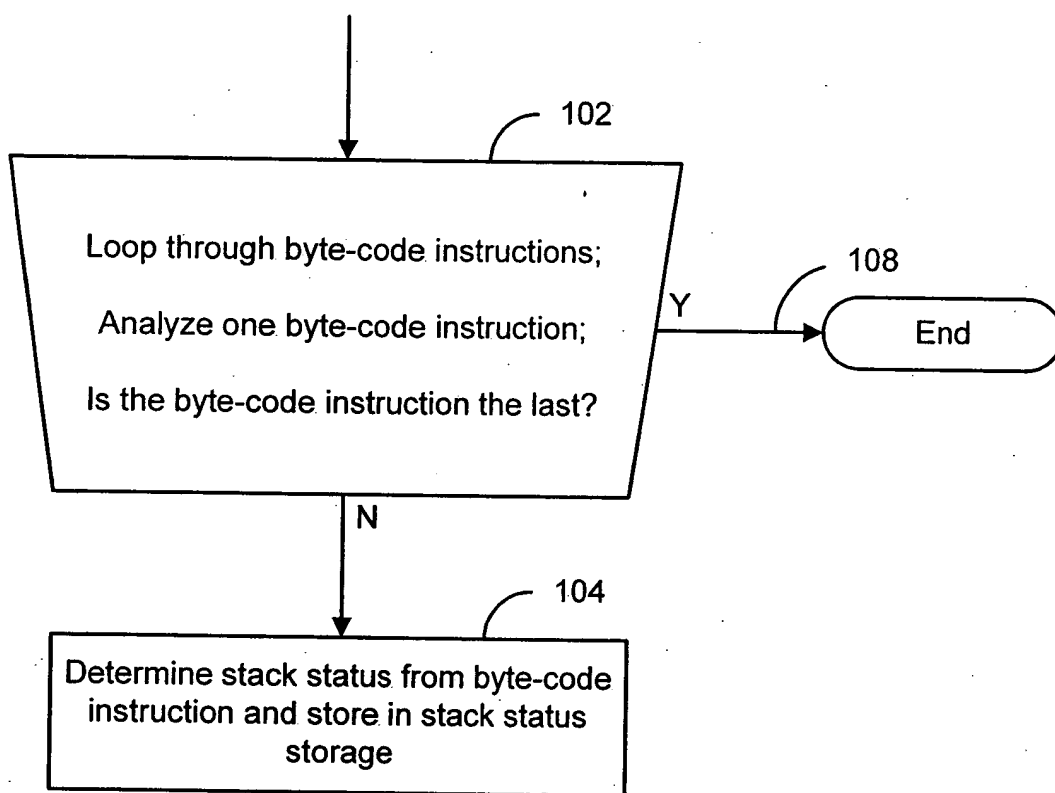 102
Loop through byte-code instructions;
108
Analyze one byte-code instruction;
Y
End
Is the byte-code instruction the last?
N
104
Determine stack status from byte-code
instruction and store in stack status
storage